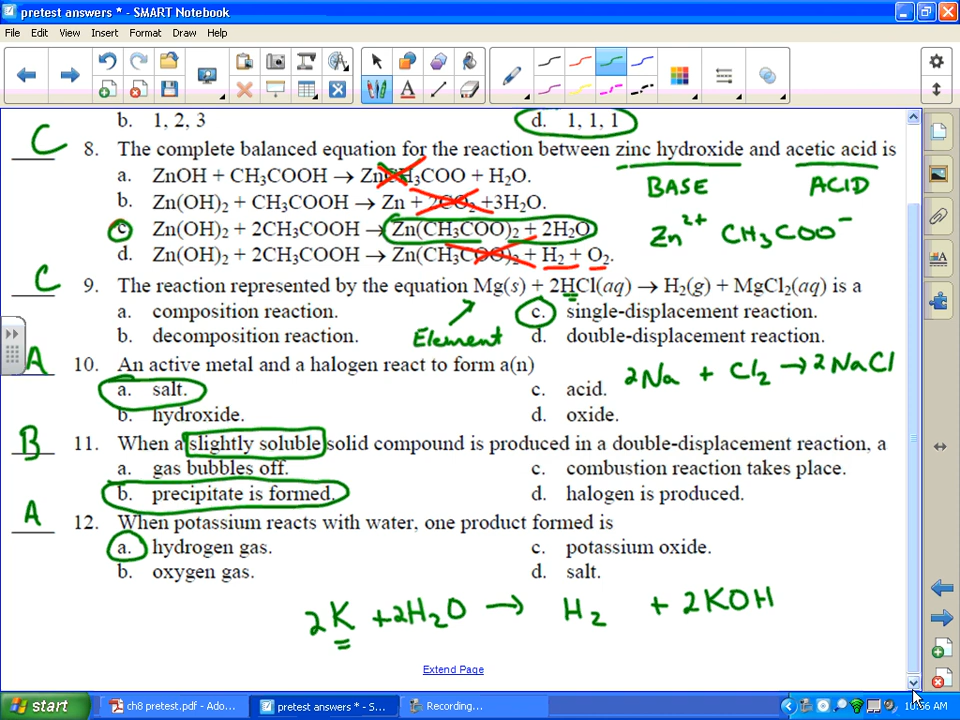 pretest answers * - SMART Notebook
File Edit View Insert Format Draw Help
b. 1, 2, 3 d. 1, 1, 1
C 8. The complete balanced equation for the reaction between zinc hydroxide and acetic acid is
a. ZnOH + CH₃COOH → ZnCH₃COO + H₂O. BASE ACID
b. Zn(OH)₂ + CH₃COOH → Zn + 2CO₂ +3H₂O.
c. Zn(OH)₂ + 2CH₃COOH → Zn(CH₃COO)₂ + 2H₂O. Zn²⁺ CH₃COO⁻
d. Zn(OH)₂ + 2CH₃COOH → Zn(CH₃COO)₂ + H₂ + O₂.
C 9. The reaction represented by the equation Mg(s) + 2HCl(aq) → H₂(g) + MgCl₂(aq) is a
a. composition reaction. c. single-displacement reaction.
b. decomposition reaction. Element d. double-displacement reaction.
A 10. An active metal and a halogen react to form a(n)
2Na + Cl₂ → 2NaCl
a. salt. c. acid.
b. hydroxide. d. oxide.
B 11. When a slightly soluble solid compound is produced in a double-displacement reaction, a
a. gas bubbles off. c. combustion reaction takes place.
b. precipitate is formed. d. halogen is produced.
A 12. When potassium reacts with water, one product formed is
a. hydrogen gas. c. potassium oxide.
b. oxygen gas. d. salt.
2K + 2H₂O → H₂ + 2KOH
Extend Page
start ch8 pretest.pdf - Ado... pretest answers * - S... Recording... 10:56 AM